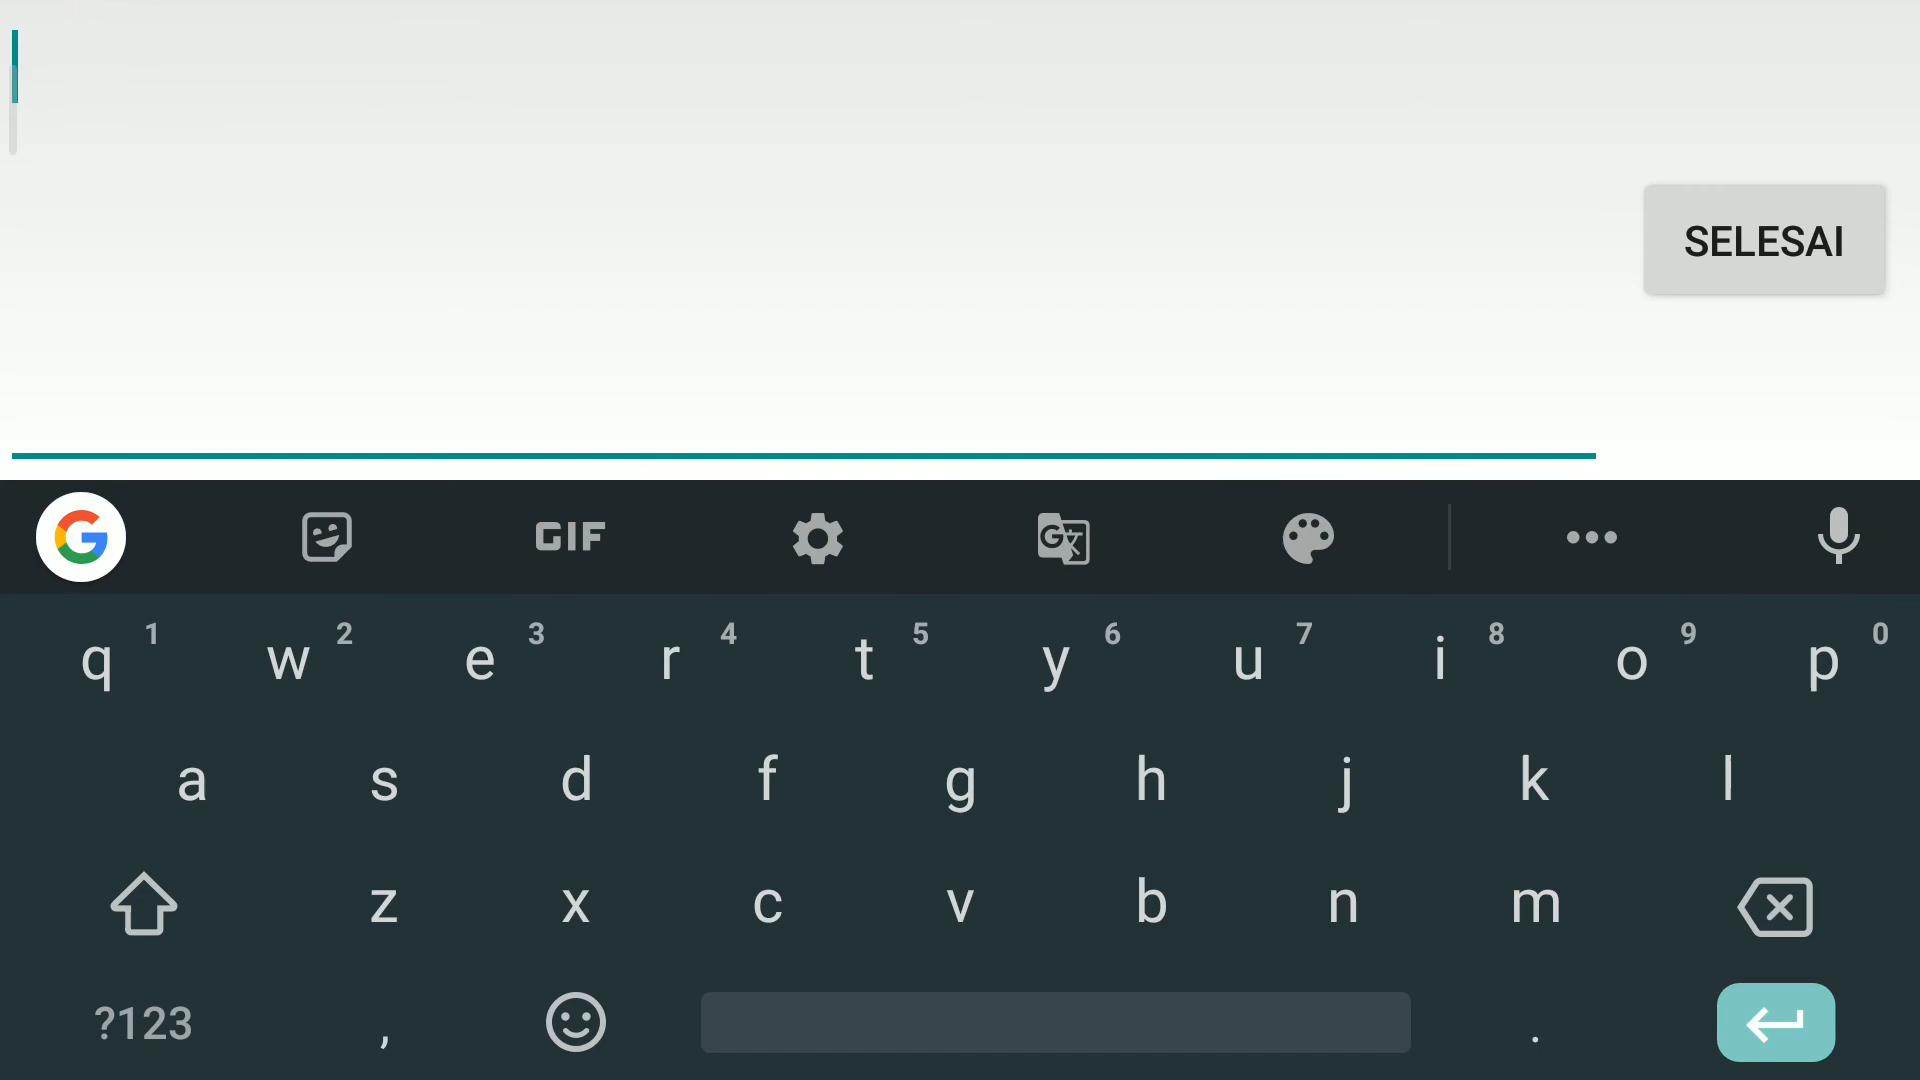 SELESAI
GIF
q 1 w 2 e 3 r 4 t 5 y 6 u 7 i 8 o 9 p 0
a s d f g h j k l
z x c v b n m
?123 , .